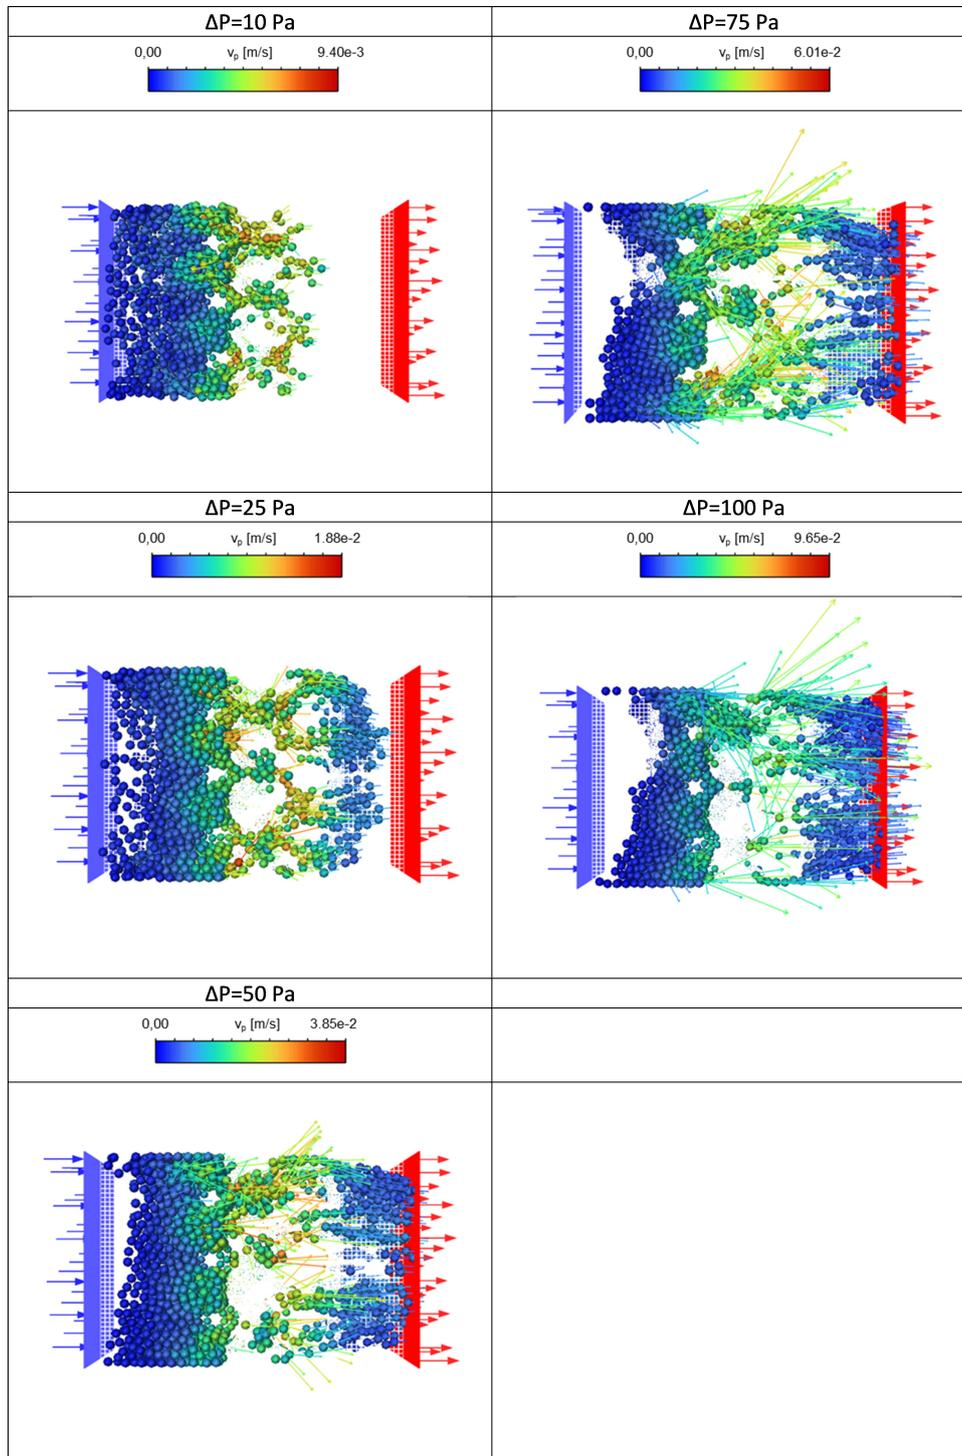 ΔP=10 Pa
0,00 vₚ [m/s] 9.40e-3
ΔP=75 Pa
0,00 vₚ [m/s] 6.01e-2
ΔP=25 Pa
0,00 vₚ [m/s] 1.88e-2
ΔP=100 Pa
0,00 vₚ [m/s] 9.65e-2
ΔP=50 Pa
0,00 vₚ [m/s] 3.85e-2